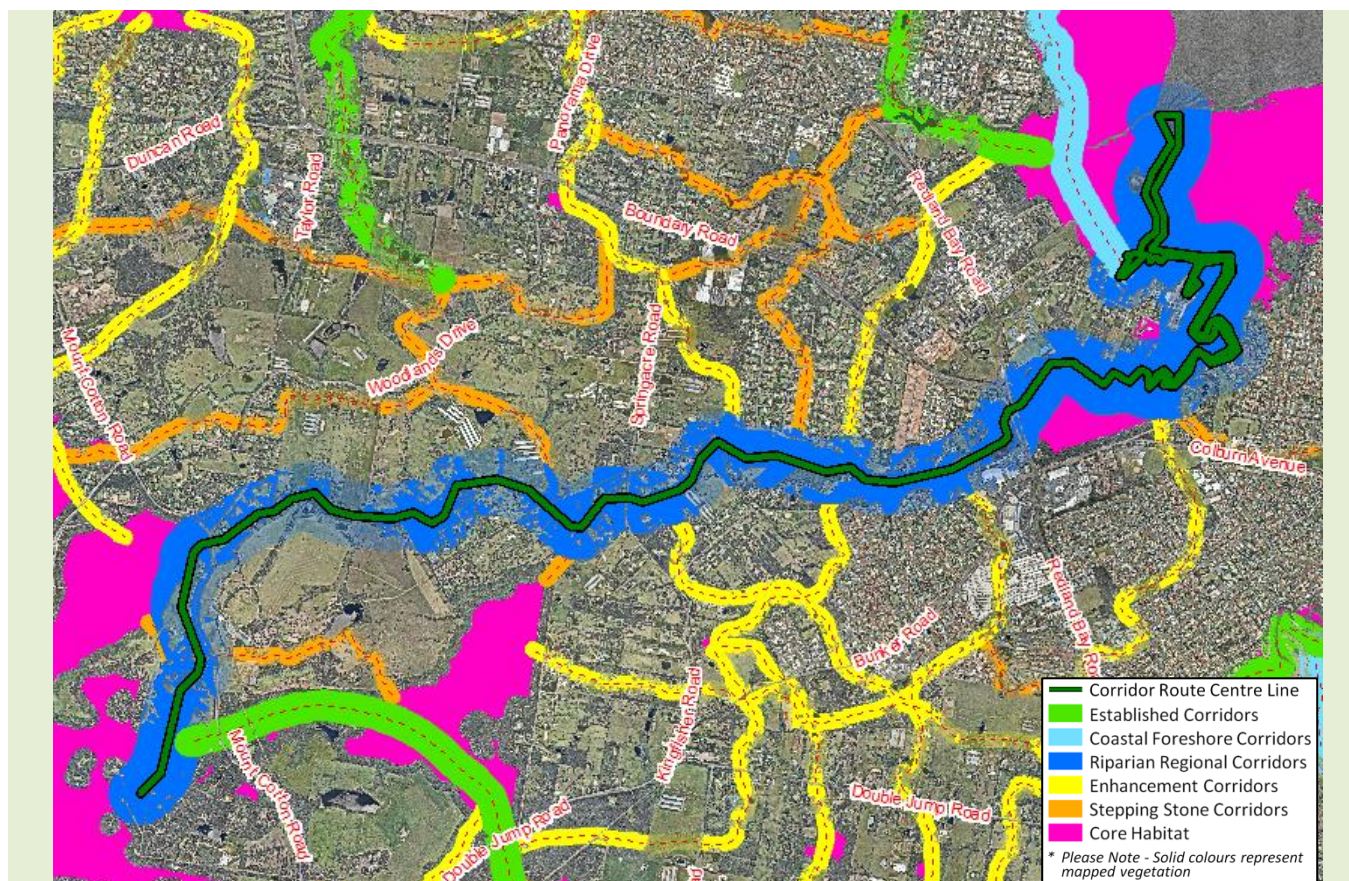 Panorama Drive
Duncan Road
Taylor Road
Boundary Road
Redland Bay Road
Mount Cotton Road
Woodlands Drive
Springacre Road
Colburn Avenue
Redland Bay Ro
Bunker Road
Kingfisher Road
Mount Cotton Road
Double Jump Road
Double Jump Road
ad
Corridor Route Centre Line
Established Corridors
Coastal Foreshore Corridors
Riparian Regional Corridors
Enhancement Corridors
Stepping Stone Corridors
Core Habitat
* Please Note - Solid colours represent
mapped vegetation